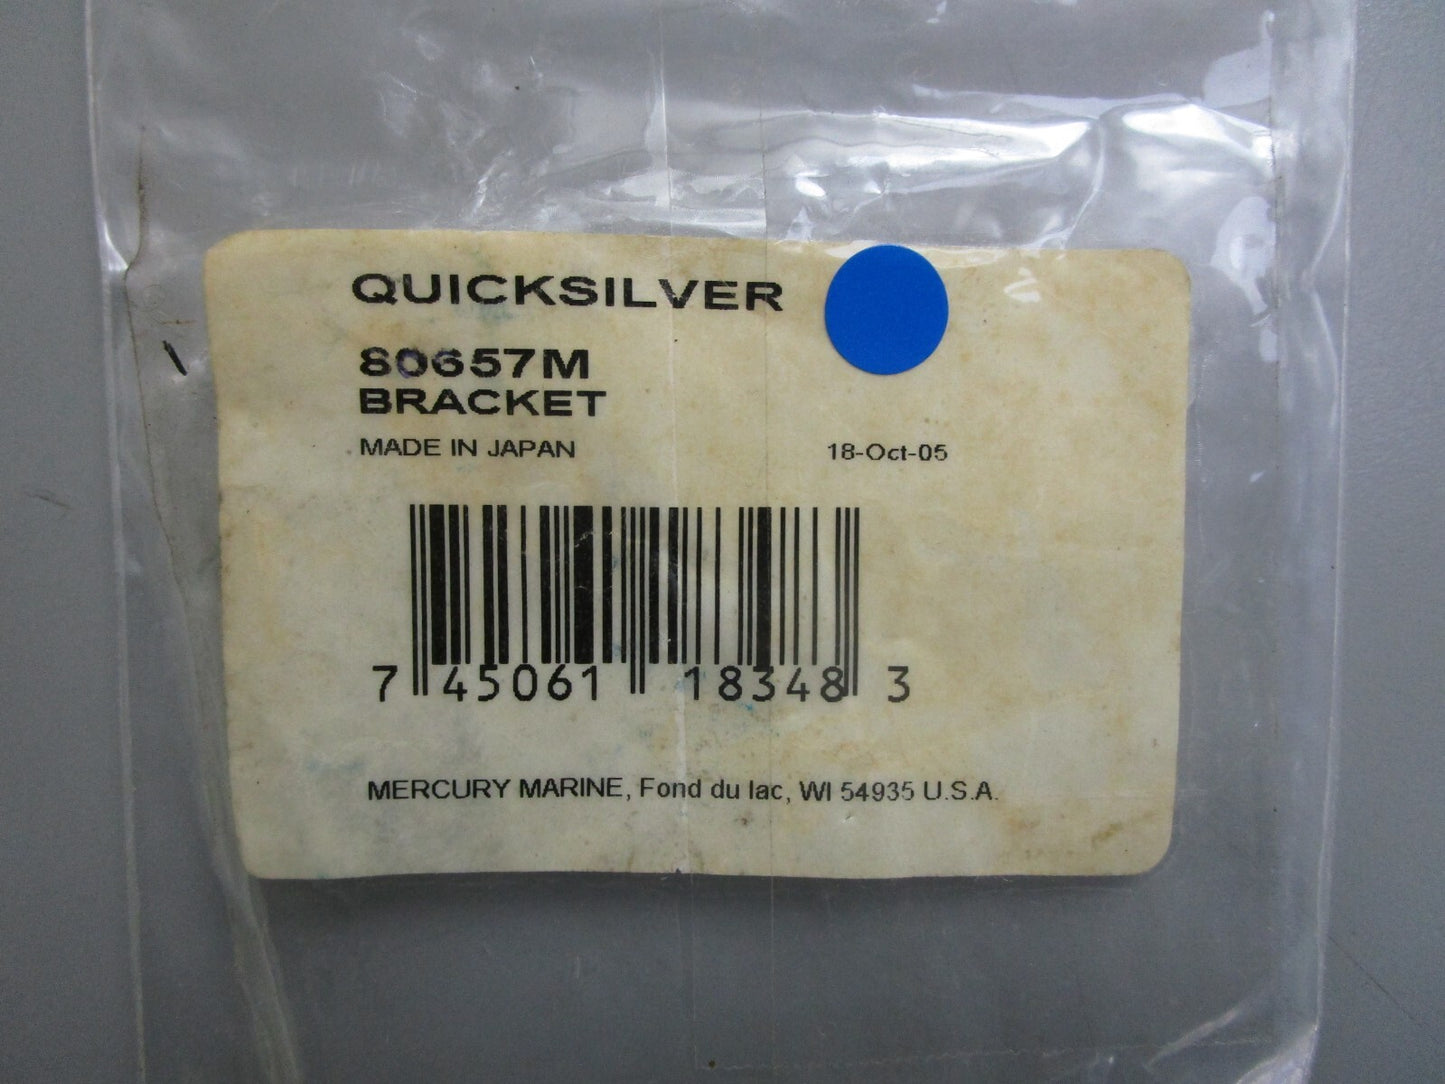 QUICKSILVER
80657M
BRACKET
MADE IN JAPAN 18-Oct-05
7 45061 18348 3
MERCURY MARINE, Fond du lac, WI 54935 U.S.A.